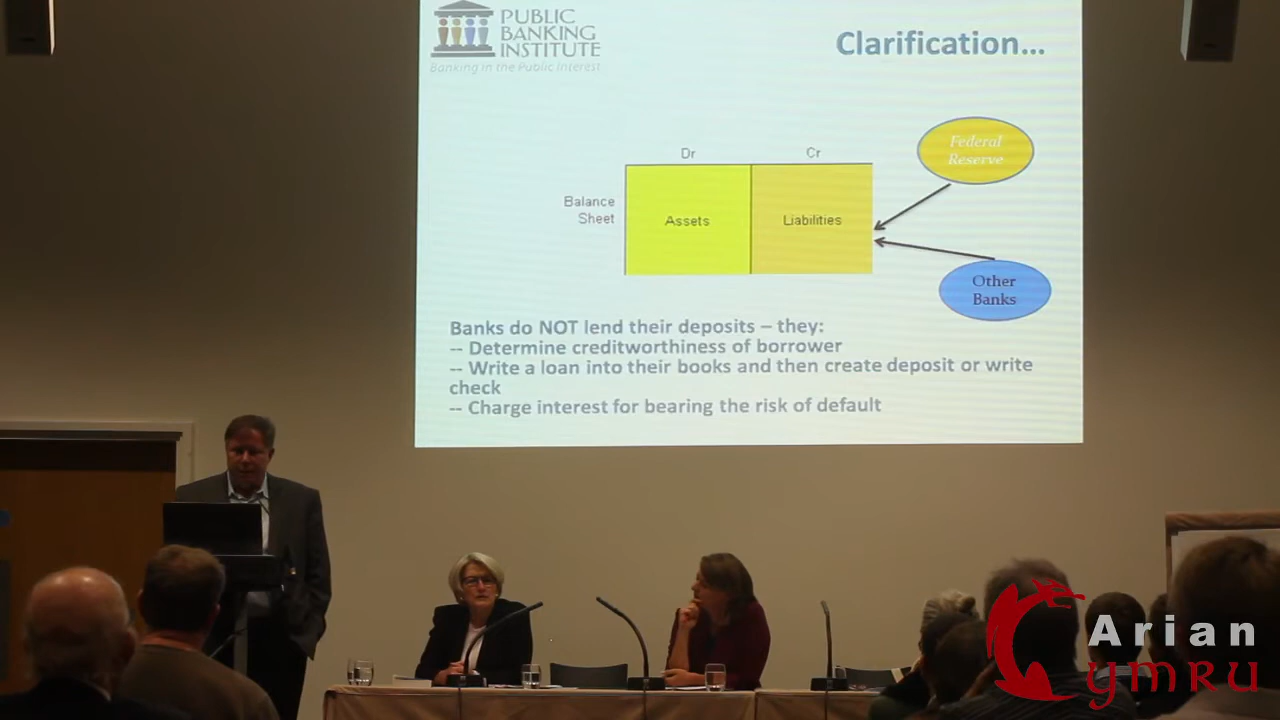 PUBLIC
BANKING
INSTITUTE
Banking in the Public Interest
Clarification...
Federal
Reserve
Dr
Cr
Balance
Sheet
Assets
Liabilities
Other
Banks
Banks do NOT lend their deposits – they:
-- Determine creditworthiness of borrower
-- Write a loan into their books and then create deposit or write
check
-- Charge interest for bearing the risk of default
Arian
Cymru